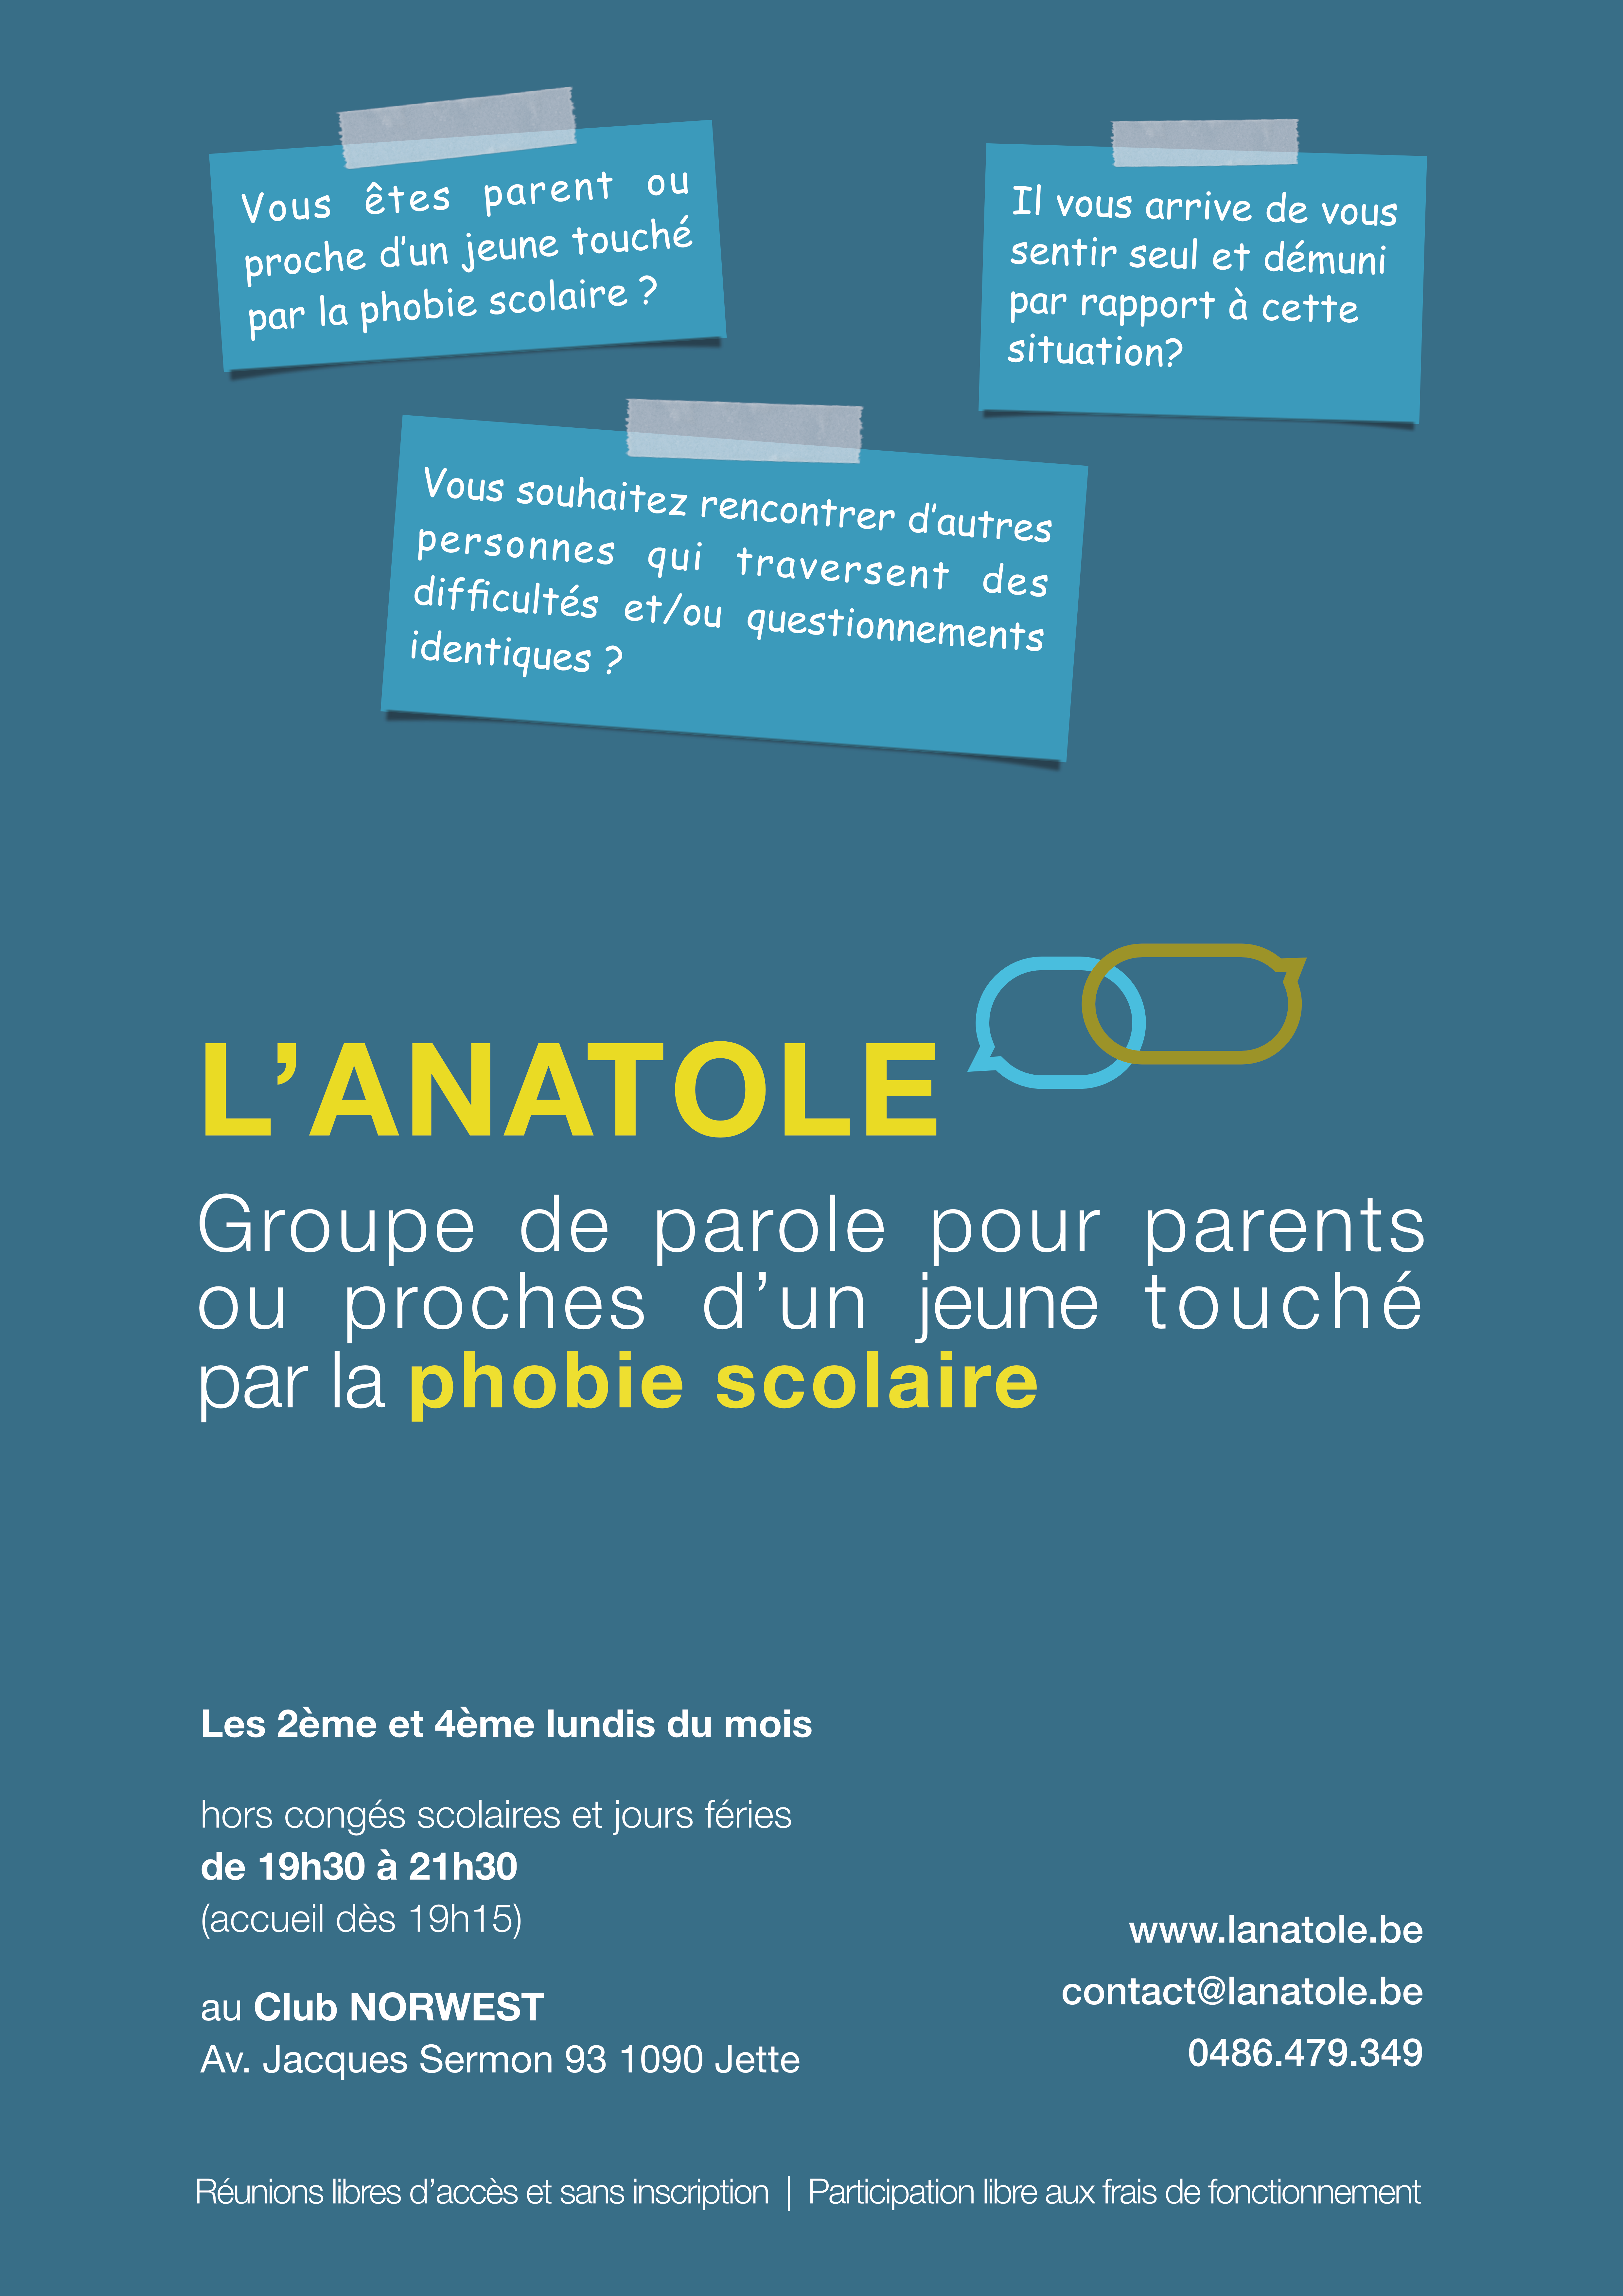 Vous êtes parent ou
proche d’un jeune touché
par la phobie scolaire ?
Il vous arrive de vous
sentir seul et démuni
par rapport à cette
situation?
Vous souhaitez rencontrer d’autres
personnes qui traversent des
difficultés et/ou questionnements
identiques ?
L’ANATOLE
Groupe de parole pour parents
ou proches d’un jeune touché
par la phobie scolaire
Les 2ème et 4ème lundis du mois
hors congés scolaires et jours féries
de 19h30 à 21h30
(accueil dès 19h15)
au Club NORWEST
Av. Jacques Sermon 93 1090 Jette
www.lanatole.be
contact@lanatole.be
0486.479.349
Réunions libres d’accès et sans inscription | Participation libre aux frais de fonctionnement